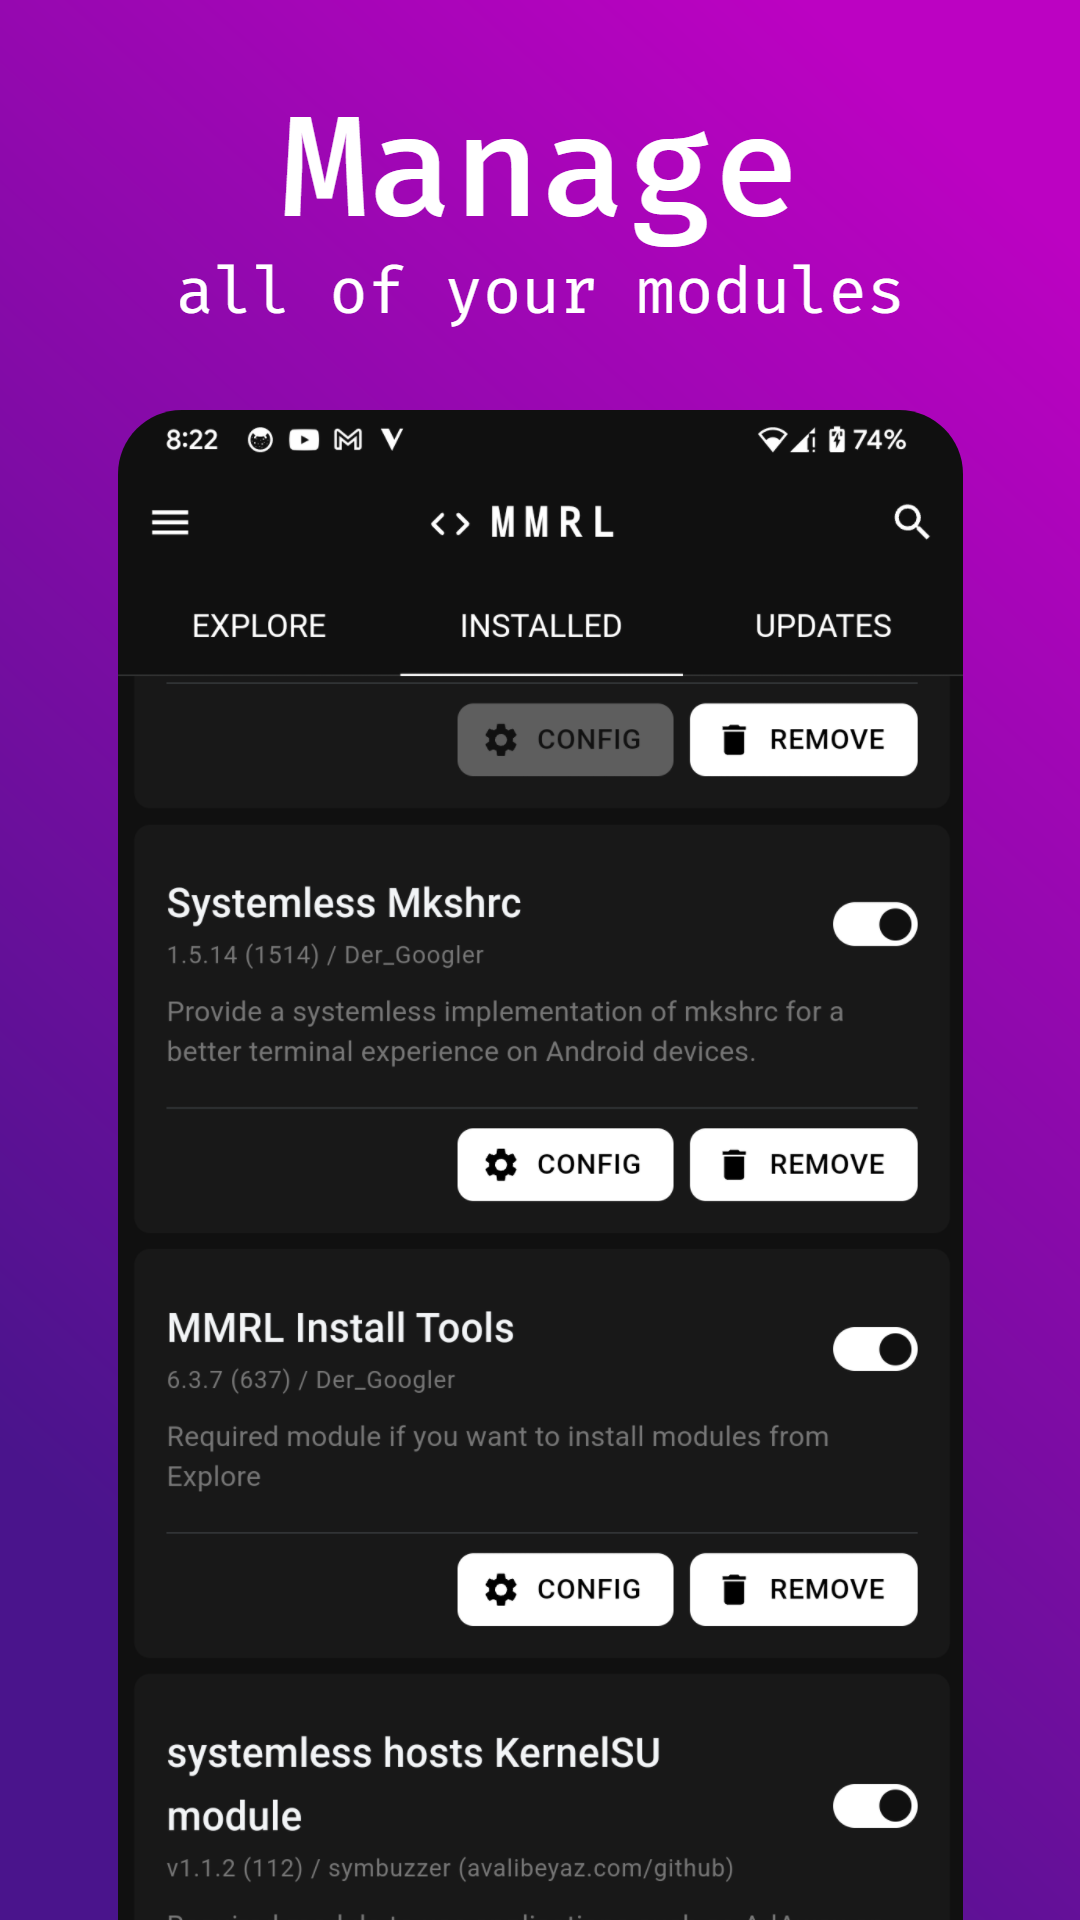 Manage
all of your modules
8:22 74%
<> MMRL
EXPLORE INSTALLED UPDATES
CONFIG REMOVE
Systemless Mkshrc
1.5.14 (1514) / Der_Googler
Provide a systemless implementation of mkshrc for a
better terminal experience on Android devices.
CONFIG REMOVE
MMRL Install Tools
6.3.7 (637) / Der_Googler
Required module if you want to install modules from
Explore
CONFIG REMOVE
systemless hosts KernelSU
module
v1.1.2 (112) / symbuzzer (avalibeyaz.com/github)